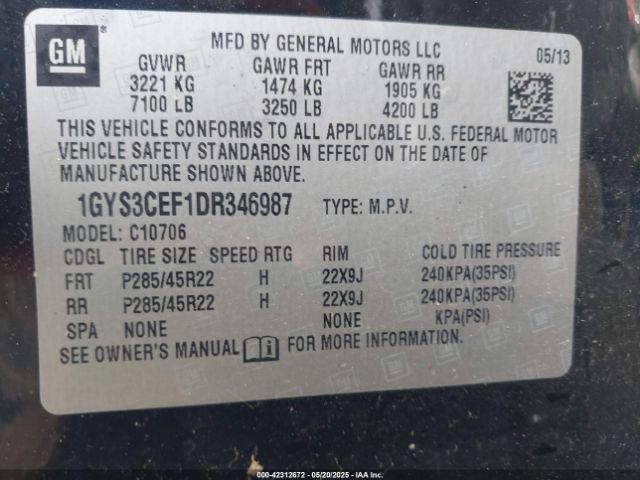 GM
MFD BY GENERAL MOTORS LLC
05/13
GVWR GAWR FRT GAWR RR
3221 KG 1474 KG 1905 KG
7100 LB 3250 LB 4200 LB
THIS VEHICLE CONFORMS TO ALL APPLICABLE U.S. FEDERAL MOTOR
VEHICLE SAFETY STANDARDS IN EFFECT ON THE DATE OF
MANUFACTURE SHOWN ABOVE.
1GYS3CEF1DR346987 TYPE: M.P.V.
MODEL: C10706
CDGL TIRE SIZE SPEED RTG RIM COLD TIRE PRESSURE
FRT P285/45R22 H 22X9J 240KPA(35PSI)
RR P285/45R22 H 22X9J 240KPA(35PSI)
SPA NONE NONE KPA(PSI)
SEE OWNER'S MANUAL FOR MORE INFORMATION.
000-42312672 - 05/20/2025 - IAA Inc.